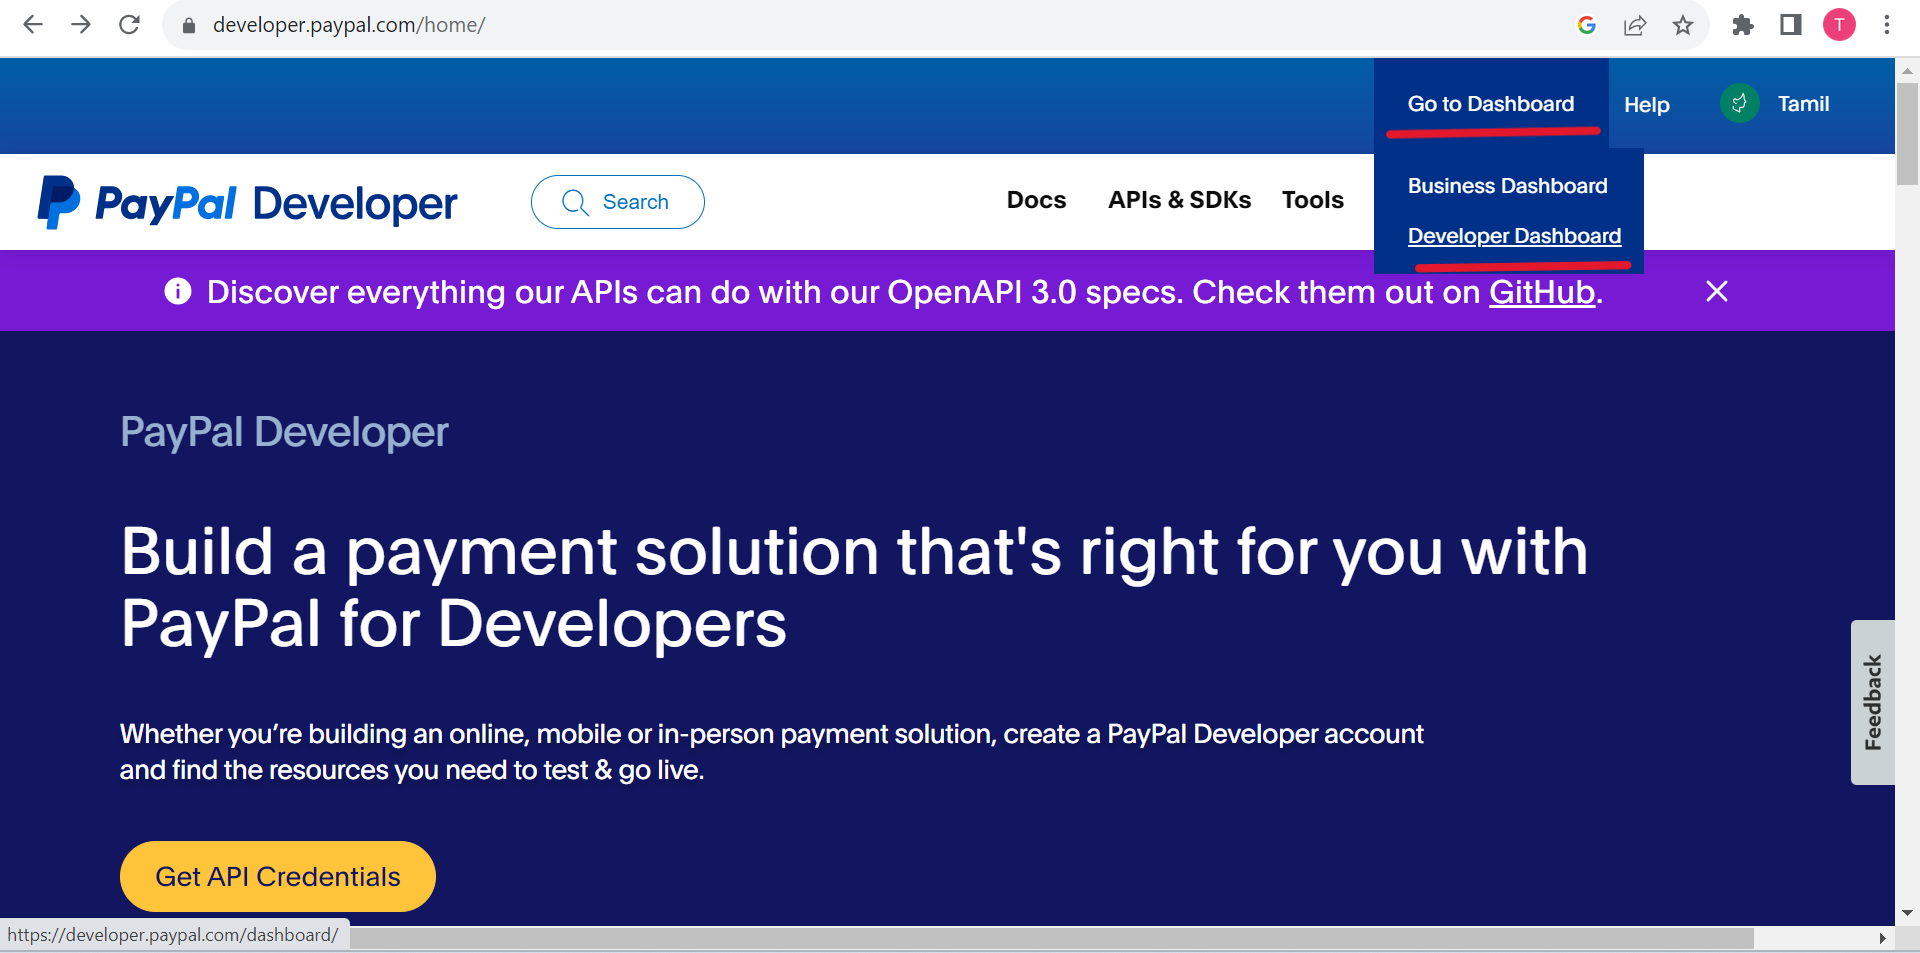 developer.paypal.com/home/
T
Go to Dashboard
Help
Tamil
PayPal Developer
Search
Docs
APIs & SDKs
Tools
Business Dashboard
Developer Dashboard
Discover everything our APIs can do with our OpenAPI 3.0 specs. Check them out on GitHub.
PayPal Developer
Build a payment solution that's right for you with
PayPal for Developers
Whether you’re building an online, mobile or in-person payment solution, create a PayPal Developer account
and find the resources you need to test & go live.
Feedback
Get API Credentials
https://developer.paypal.com/dashboard/